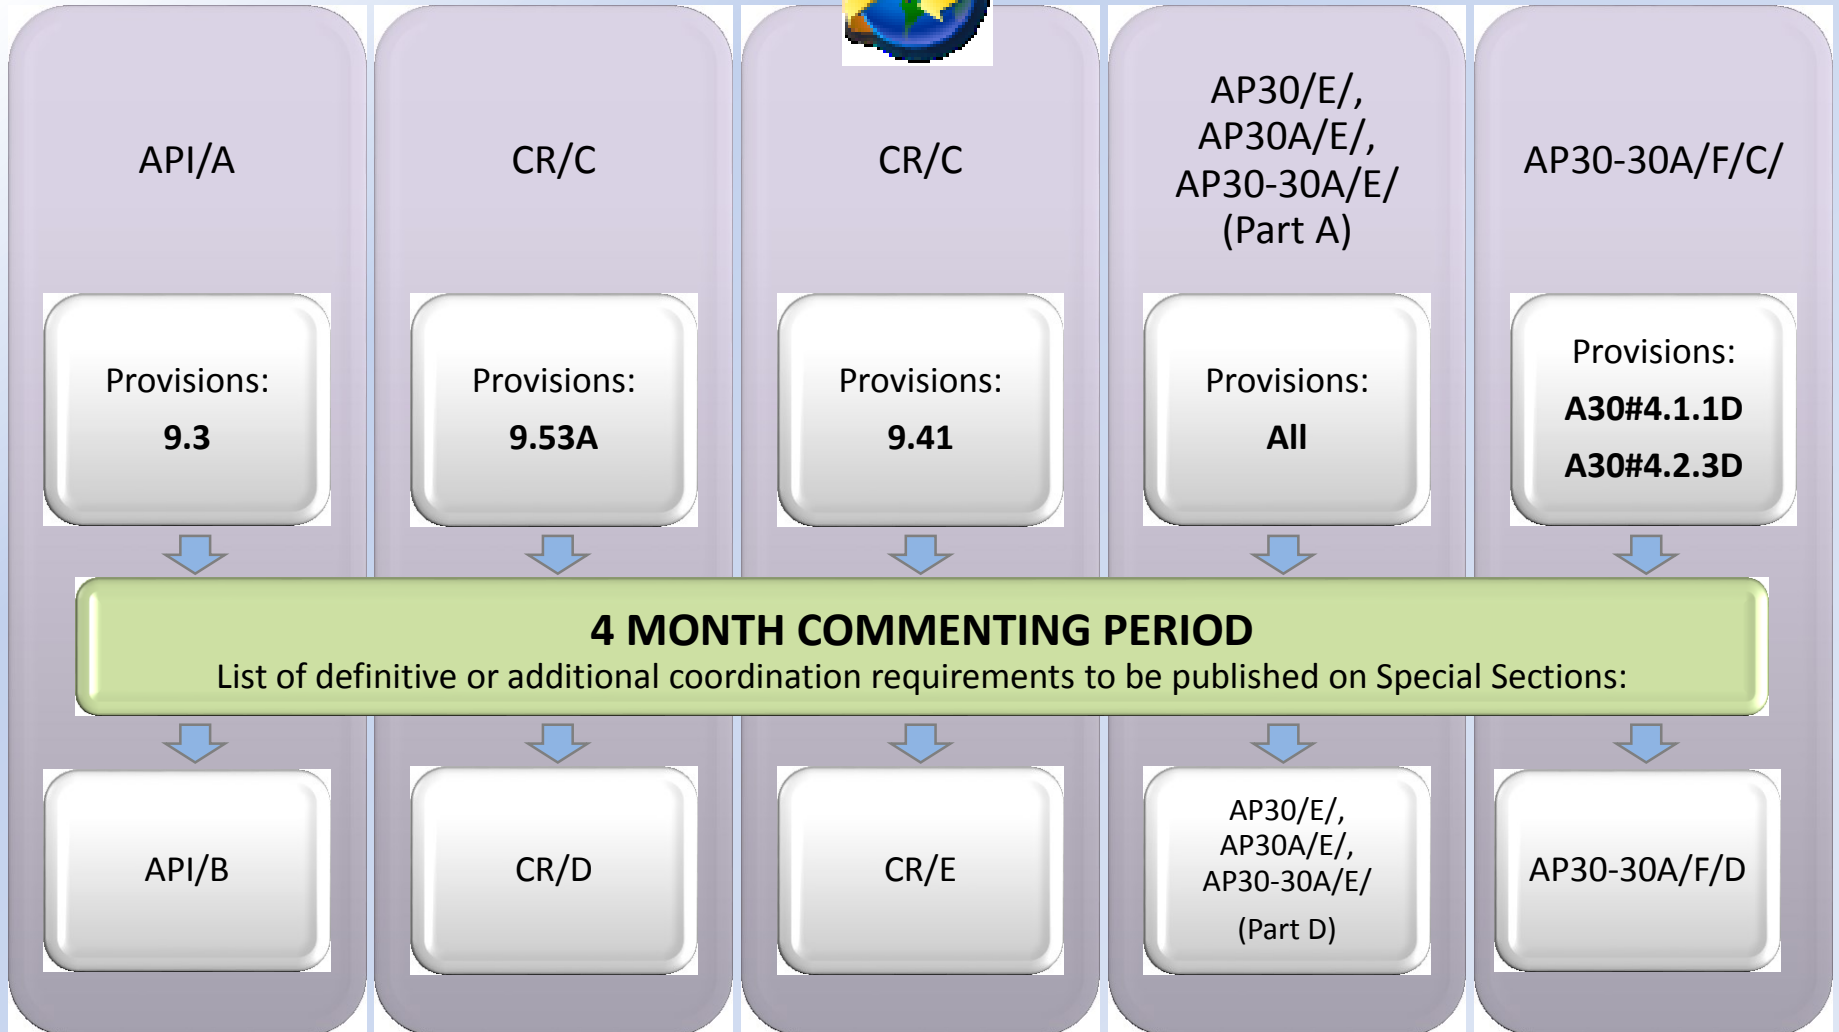 API/A
CR/C
CR/C
AP30/E/,
AP30A/E/,
AP30-30A/E/
(Part A)
AP30-30A/F/C/
Provisions:
9.3
Provisions:
9.53A
Provisions:
9.41
Provisions:
All
Provisions:
A30#4.1.1D
A30#4.2.3D
4 MONTH COMMENTING PERIOD
List of definitive or additional coordination requirements to be published on Special Sections:
API/B
CR/D
CR/E
AP30/E/,
AP30A/E/,
AP30-30A/E/
(Part D)
AP30-30A/F/D